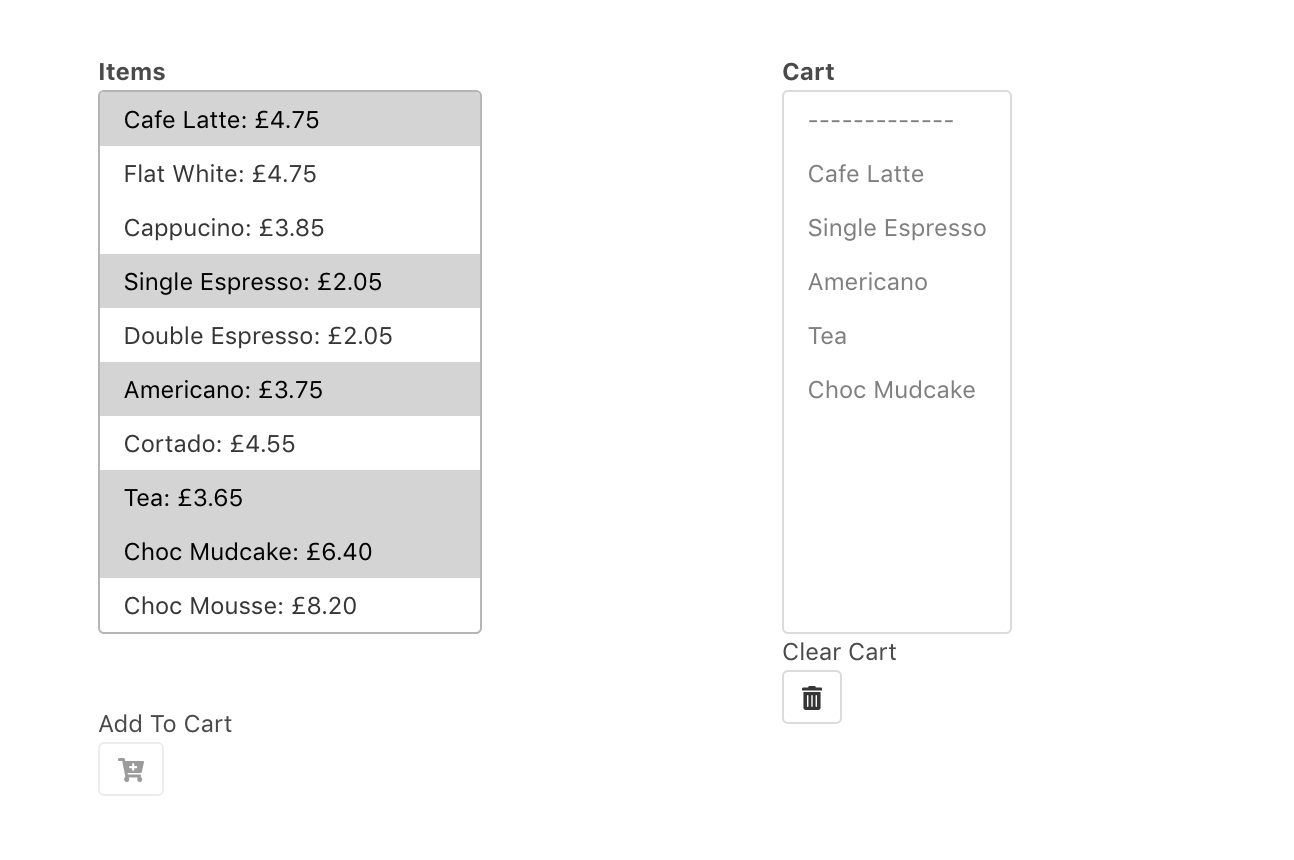 Items
Cafe Latte: £4.75
Flat White: £4.75
Cappucino: £3.85
Single Espresso: £2.05
Double Espresso: £2.05
Americano: £3.75
Cortado: £4.55
Tea: £3.65
Choc Mudcake: £6.40
Choc Mousse: £8.20
Add To Cart
Cart
-------------
Cafe Latte
Single Espresso
Americano
Tea
Choc Mudcake
Clear Cart